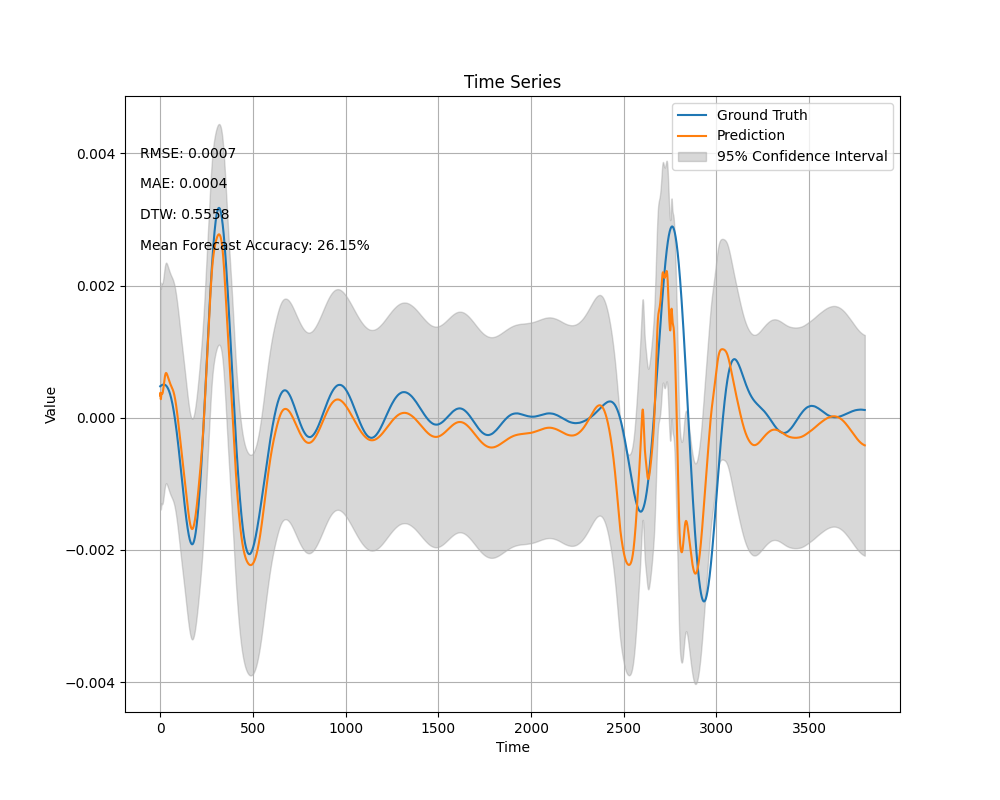 Time Series
Ground Truth
Prediction
95% Confidence Interval
RMSE: 0.0007
MAE: 0.0004
DTW: 0.5558
Mean Forecast Accuracy: 26.15%
0.004
0.002
0.000
−0.002
−0.004
Value
0 500 1000 1500 2000 2500 3000 3500
Time